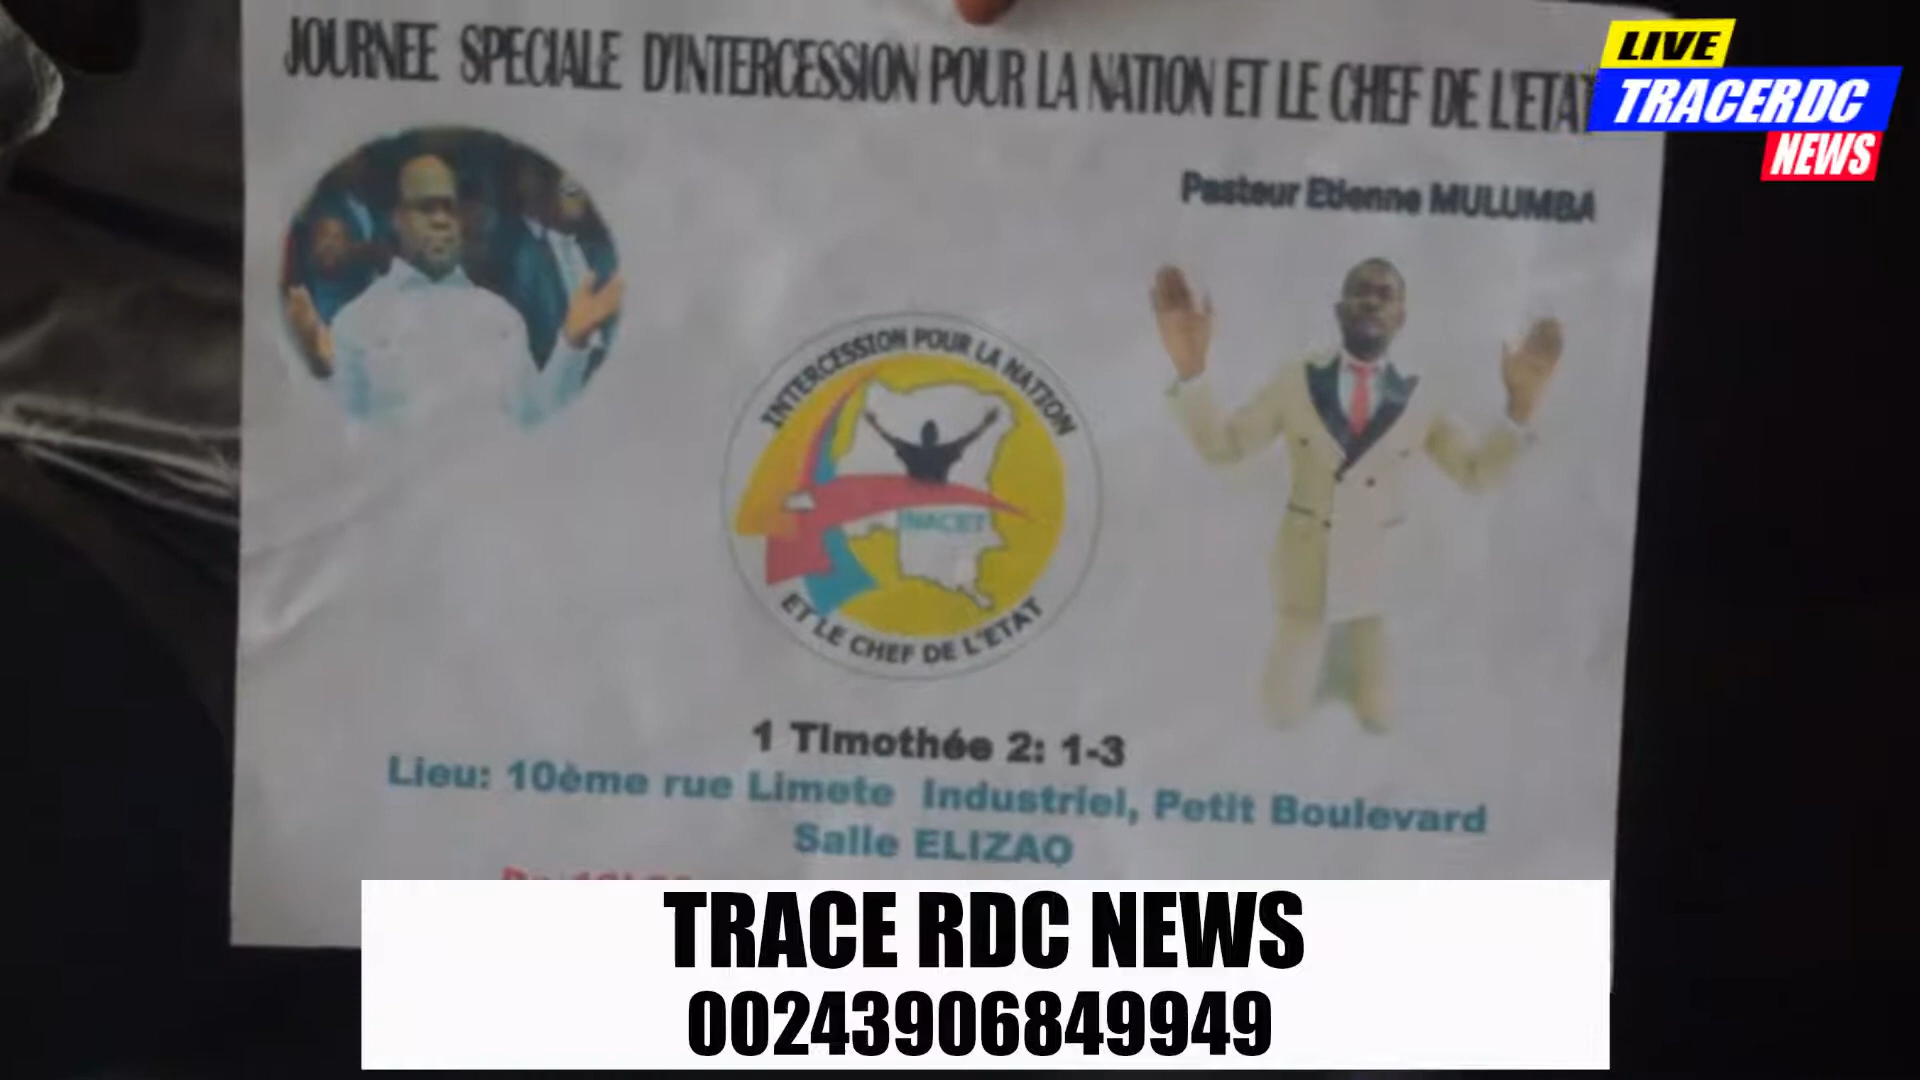 JOURNEE SPECIALE D'INTERCESSION POUR LA NATION ET LE CHEF DE L'ETAT
LIVE
TRACERDC
NEWS
Pasteur Etienne MULUMBA
INTERCESSION POUR LA NATION
INACET
ET LE CHEF DE L'ETAT
1 Timothée 2: 1-3
Lieu: 10ème rue Limete Industriel, Petit Boulevard
Salle ELIZAO
TRACE RDC NEWS
00243906849949